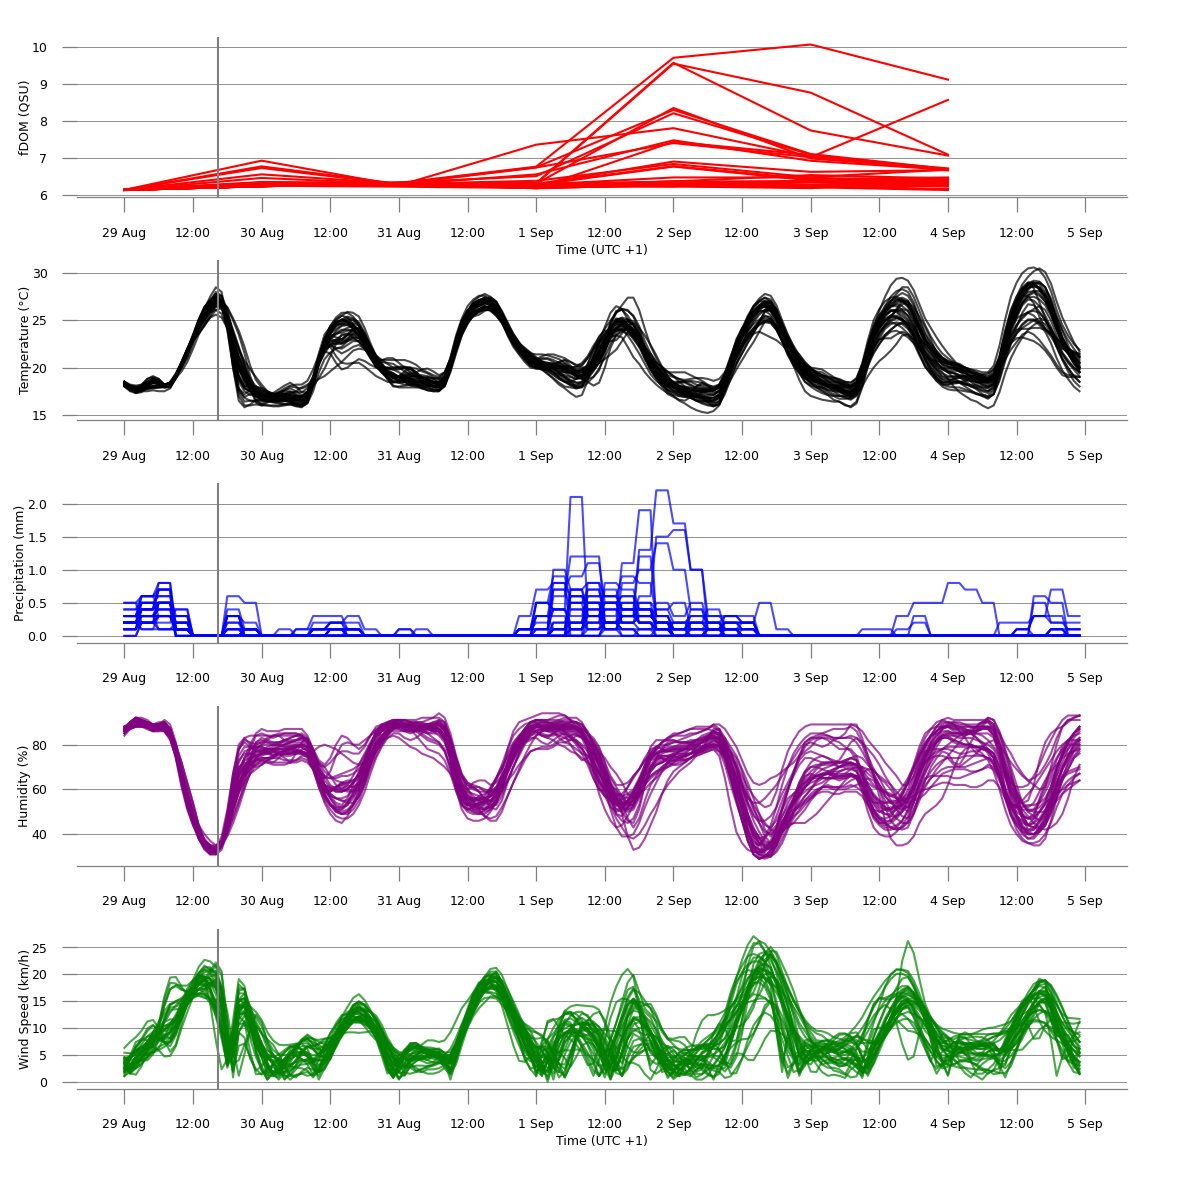 fDOM (QSU)
10
9
8
7
6
29 Aug 12:00 30 Aug 12:00 31 Aug 12:00 1 Sep 12:00 2 Sep 12:00 3 Sep 12:00 4 Sep 12:00 5 Sep
Time (UTC +1)
Temperature (°C)
30
25
20
15
29 Aug 12:00 30 Aug 12:00 31 Aug 12:00 1 Sep 12:00 2 Sep 12:00 3 Sep 12:00 4 Sep 12:00 5 Sep
Precipitation (mm)
2.0
1.5
1.0
0.5
0.0
29 Aug 12:00 30 Aug 12:00 31 Aug 12:00 1 Sep 12:00 2 Sep 12:00 3 Sep 12:00 4 Sep 12:00 5 Sep
Humidity (%)
80
60
40
29 Aug 12:00 30 Aug 12:00 31 Aug 12:00 1 Sep 12:00 2 Sep 12:00 3 Sep 12:00 4 Sep 12:00 5 Sep
Wind Speed (km/h)
25
20
15
10
5
0
29 Aug 12:00 30 Aug 12:00 31 Aug 12:00 1 Sep 12:00 2 Sep 12:00 3 Sep 12:00 4 Sep 12:00 5 Sep
Time (UTC +1)